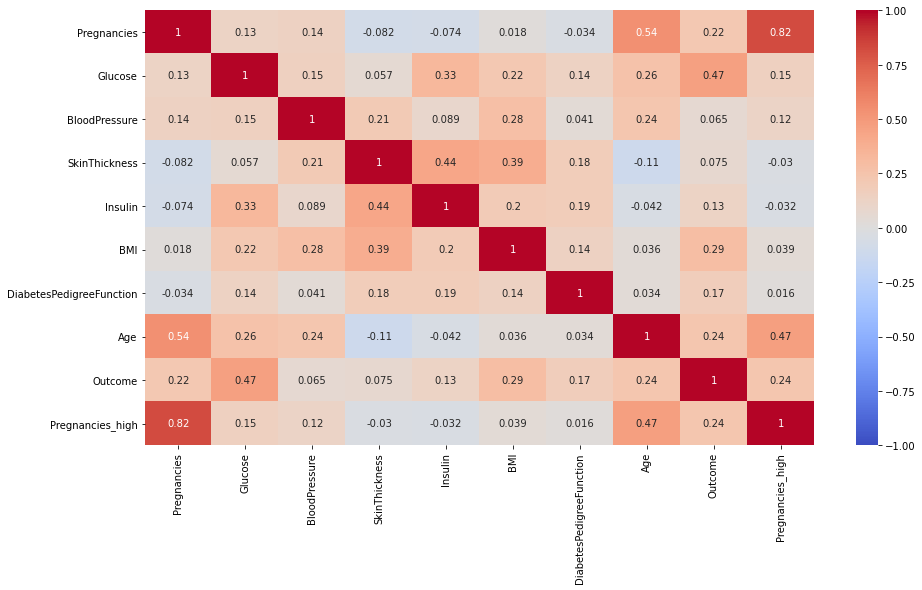 Pregnancies 1 0.13 0.14 -0.082 -0.074 0.018 -0.034 0.54 0.22 0.82
Glucose 0.13 1 0.15 0.057 0.33 0.22 0.14 0.26 0.47 0.15
BloodPressure 0.14 0.15 1 0.21 0.089 0.28 0.041 0.24 0.065 0.12
SkinThickness -0.082 0.057 0.21 1 0.44 0.39 0.18 -0.11 0.075 -0.03
Insulin -0.074 0.33 0.089 0.44 1 0.2 0.19 -0.042 0.13 -0.032
BMI 0.018 0.22 0.28 0.39 0.2 1 0.14 0.036 0.29 0.039
DiabetesPedigreeFunction -0.034 0.14 0.041 0.18 0.19 0.14 1 0.034 0.17 0.016
Age 0.54 0.26 0.24 -0.11 -0.042 0.036 0.034 1 0.24 0.47
Outcome 0.22 0.47 0.065 0.075 0.13 0.29 0.17 0.24 1 0.24
Pregnancies_high 0.82 0.15 0.12 -0.03 -0.032 0.039 0.016 0.47 0.24 1
Pregnancies
Glucose
BloodPressure
SkinThickness
Insulin
BMI
DiabetesPedigreeFunction
Age
Outcome
Pregnancies_high
1.00
0.75
0.50
0.25
0.00
−0.25
−0.50
−0.75
−1.00